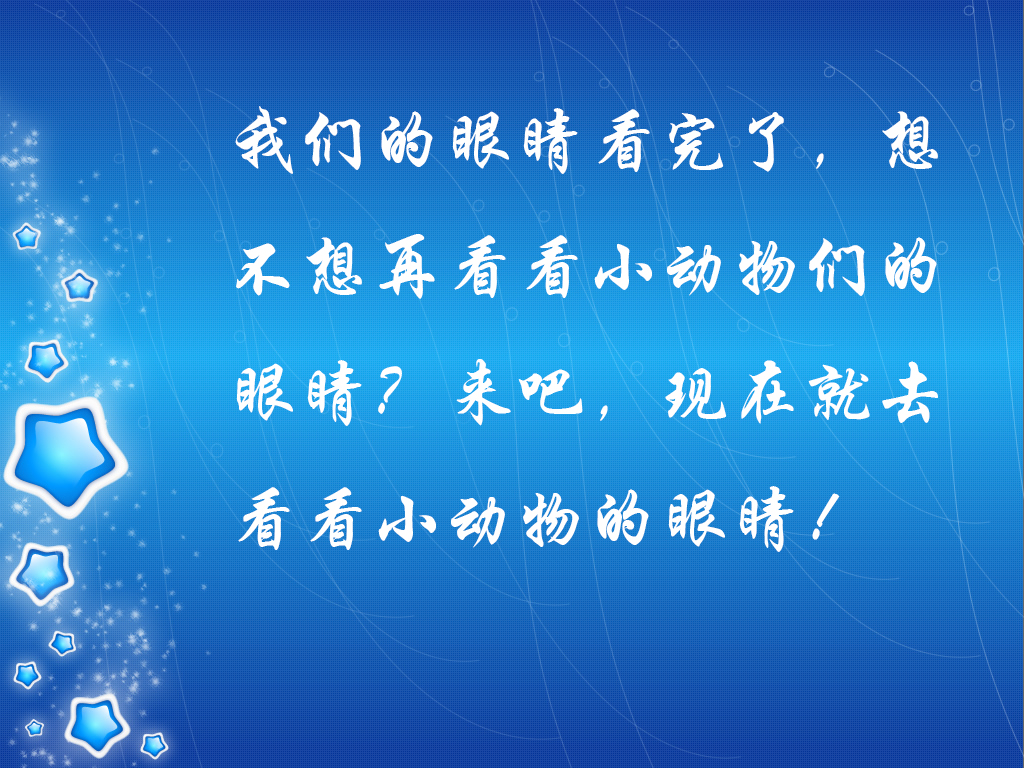 我们的眼睛看完了，想
不想再看看小动物们的
眼睛？来吧，现在就去
看看小动物的眼睛！